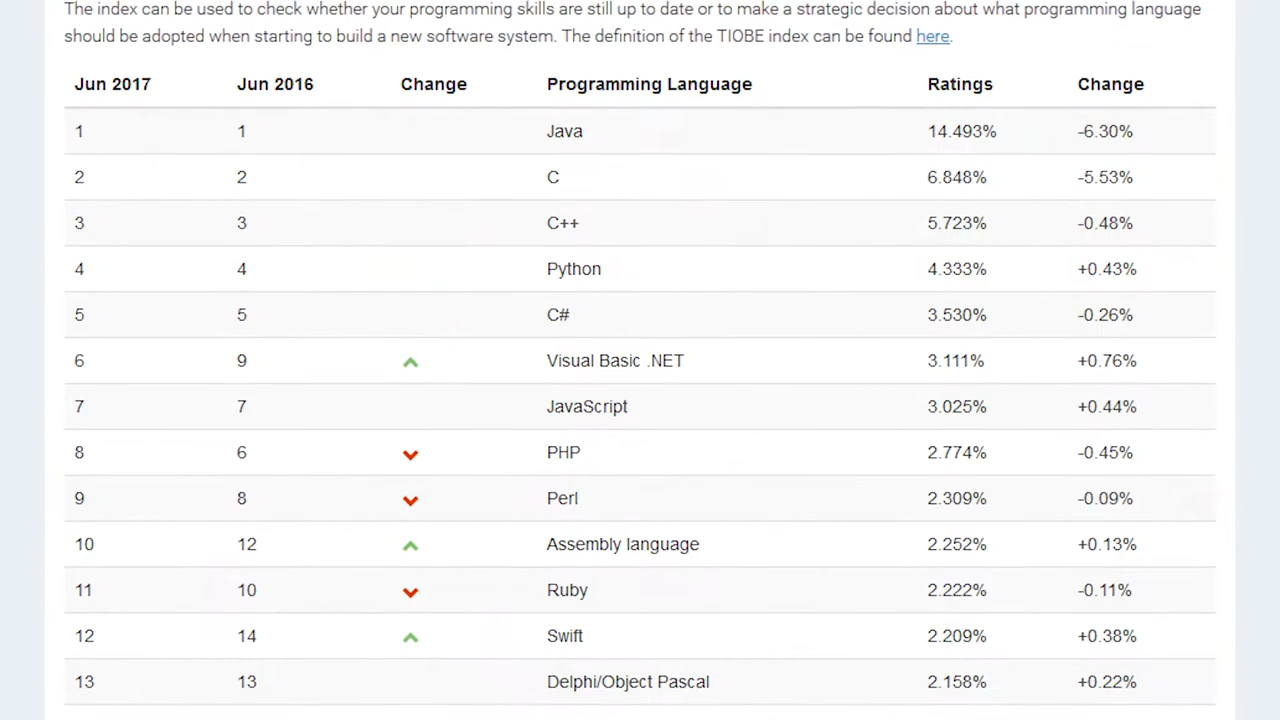 The index can be used to check whether your programming skills are still up to date or to make a strategic decision about what programming language
should be adopted when starting to build a new software system. The definition of the TIOBE index can be found here.
Jun 2017 Jun 2016 Change Programming Language Ratings Change
1 1 Java 14.493% -6.30%
2 2 C 6.848% -5.53%
3 3 C++ 5.723% -0.48%
4 4 Python 4.333% +0.43%
5 5 C# 3.530% -0.26%
6 9 Visual Basic .NET 3.111% +0.76%
7 7 JavaScript 3.025% +0.44%
8 6 PHP 2.774% -0.45%
9 8 Perl 2.309% -0.09%
10 12 Assembly language 2.252% +0.13%
11 10 Ruby 2.222% -0.11%
12 14 Swift 2.209% +0.38%
13 13 Delphi/Object Pascal 2.158% +0.22%